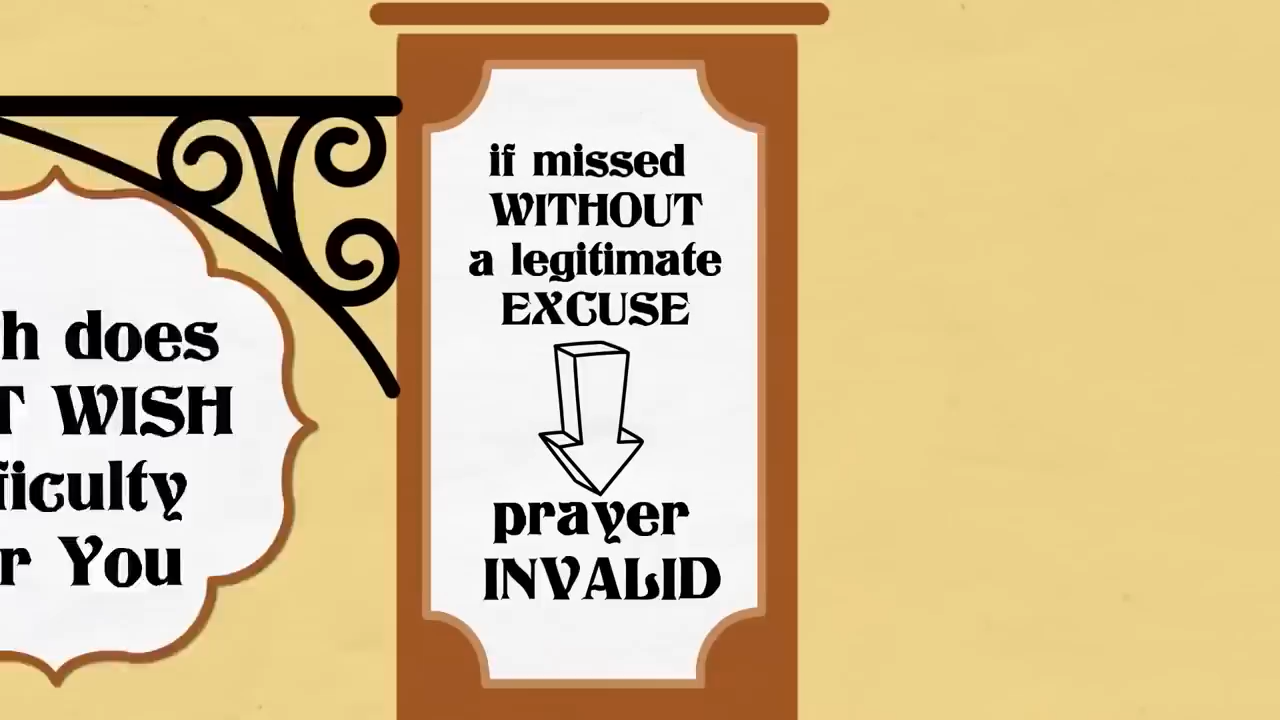 h does
T WISH
ficulty
r You
if missed
WITHOUT
a legitimate
EXCUSE
prayer
INVALID